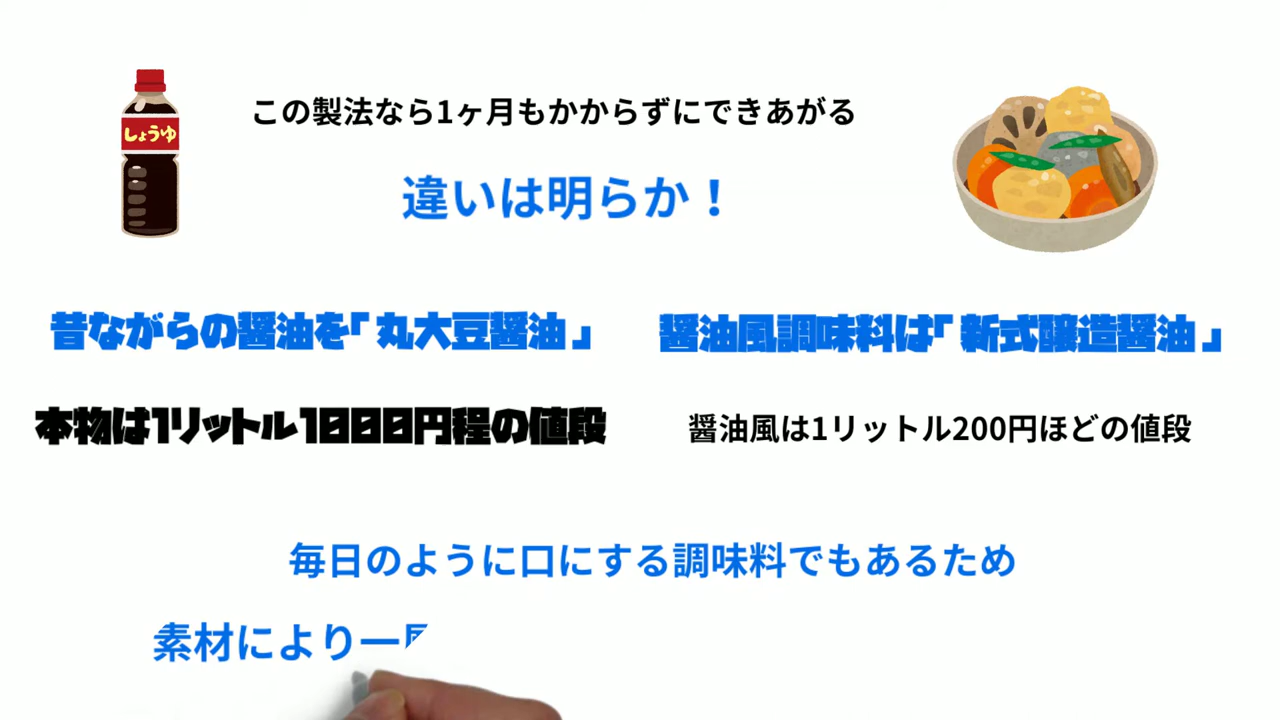 しょうゆ
この製法なら1ヶ月もかからずにできあがる
違いは明らか！
昔ながらの醤油を「丸大豆醤油」
醤油風調味料は「新式醸造醤油」
本物は1リットル1000円程の値段
醤油風は1リットル200円ほどの値段
毎日のように口にする調味料でもあるため
素材により一